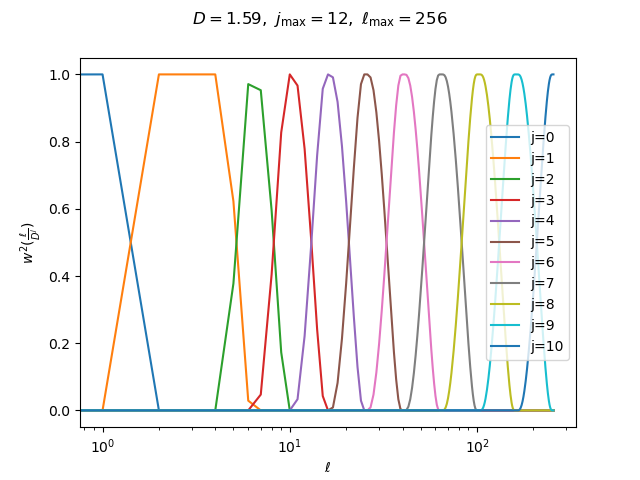 D = 1.59, j_max = 12, ℓ_max = 256
1.0
0.8
0.6
0.4
0.2
0.0
w²(ℓ/Dʲ)
10⁰
10¹
10²
ℓ
j=0
j=1
j=2
j=3
j=4
j=5
j=6
j=7
j=8
j=9
j=10